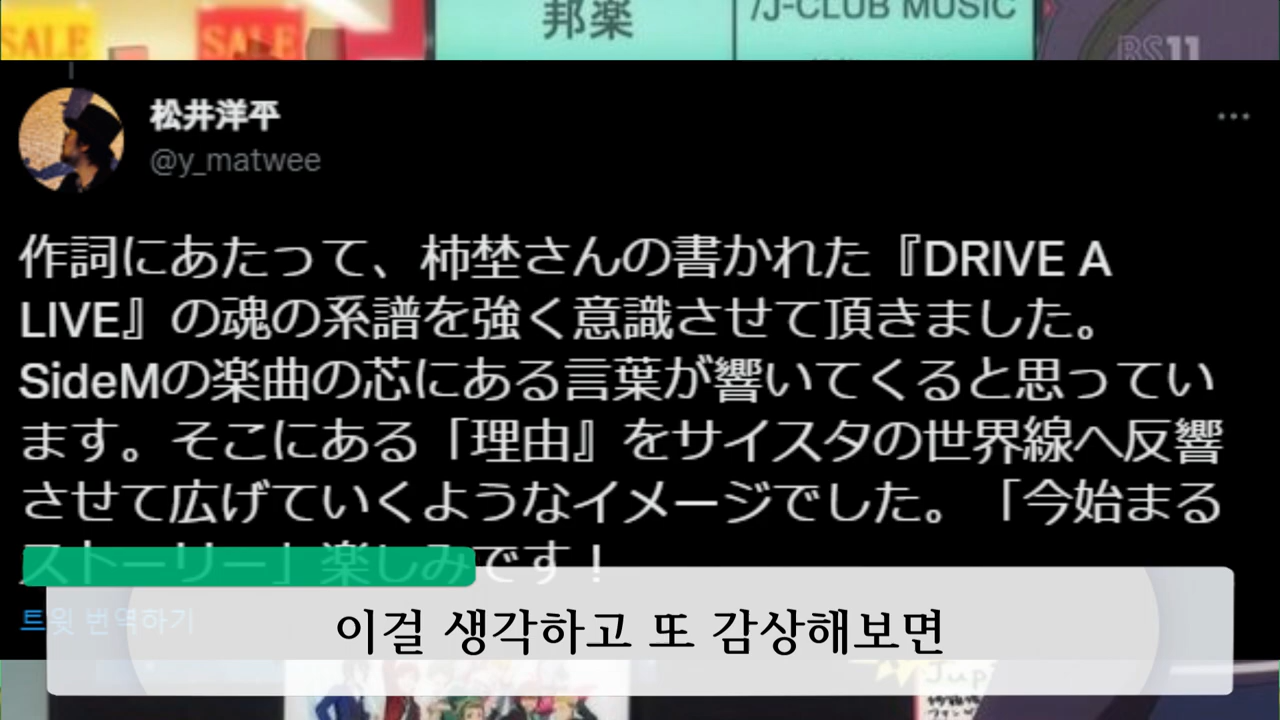 SALE
SALE
邦楽
/J-CLUB MUSIC
BS11
松井洋平
@y_matwee
作詞にあたって、柿埜さんの書かれた『DRIVE A
LIVE』の魂の系譜を強く意識させて頂きました。
SideMの楽曲の芯にある言葉が響いてくると思ってい
ます。そこにある「理由』をサイスタの世界線へ反響
させて広げていくようなイメージでした。「今始まる
ストーリー」楽しみです！
트윗 번역하기
이걸 생각하고 또 감상해보면
Jup